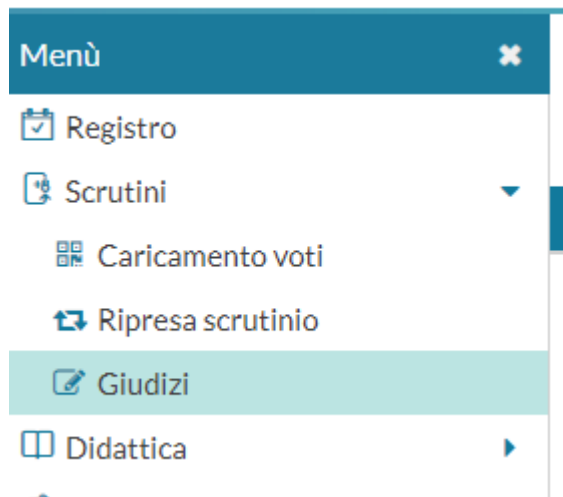 Menù
Registro
Scrutini
Caricamento voti
Ripresa scrutinio
Giudizi
Didattica